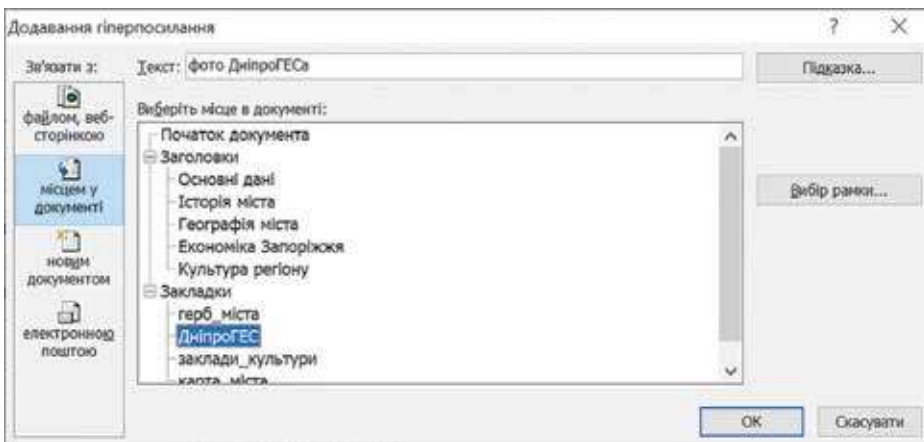 Додавання гіперпосилання
? ×
Зв'язати з:
Текст: фото ДніпроГЕСа
Підказка...
файлом, веб-
сторінкою
місцем у
документі
новим
документом
електронною
поштою
Виберіть місце в документі:
Початок документа
Заголовки
Основні дані
Історія міста
Географія міста
Економіка Запоріжжя
Культура регіону
Закладки
герб_міста
ДніпроГЕС
заклади_культури
карта_міста
Вибір рамки...
ОК
Скасувати